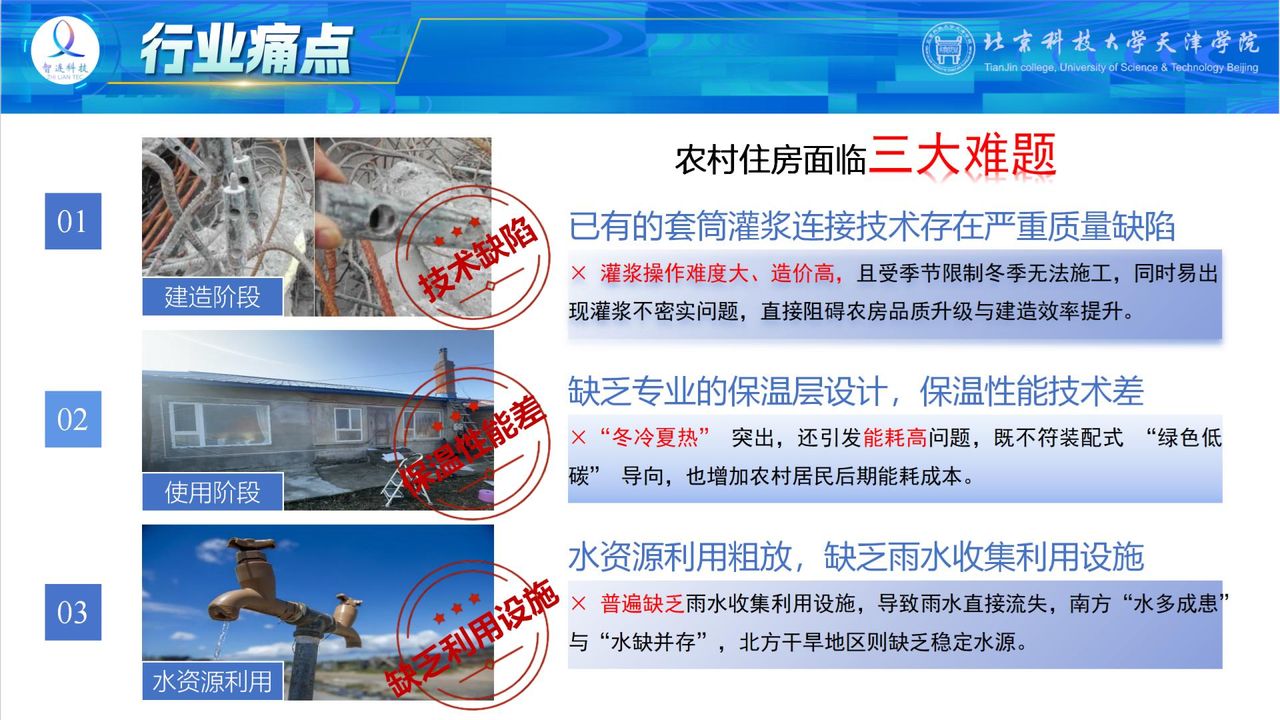 智连科技
ZHI LIAN TEC
行业痛点
北京科技大学天津学院
TianJin college, University of Science & Technology Beijing
农村住房面临三大难题
01
建造阶段
技术缺陷
已有的套筒灌浆连接技术存在严重质量缺陷
× 灌浆操作难度大、造价高，且受季节限制冬季无法施工，同时易出
现灌浆不密实问题，直接阻碍农房品质升级与建造效率提升。
02
使用阶段
保温性能差
缺乏专业的保温层设计，保温性能技术差
×“冬冷夏热” 突出，还引发能耗高问题，既不符装配式 “绿色低
碳” 导向，也增加农村居民后期能耗成本。
03
水资源利用
缺乏利用设施
水资源利用粗放，缺乏雨水收集利用设施
× 普遍缺乏雨水收集利用设施，导致雨水直接流失，南方“水多成患”
与“水缺并存”，北方干旱地区则缺乏稳定水源。